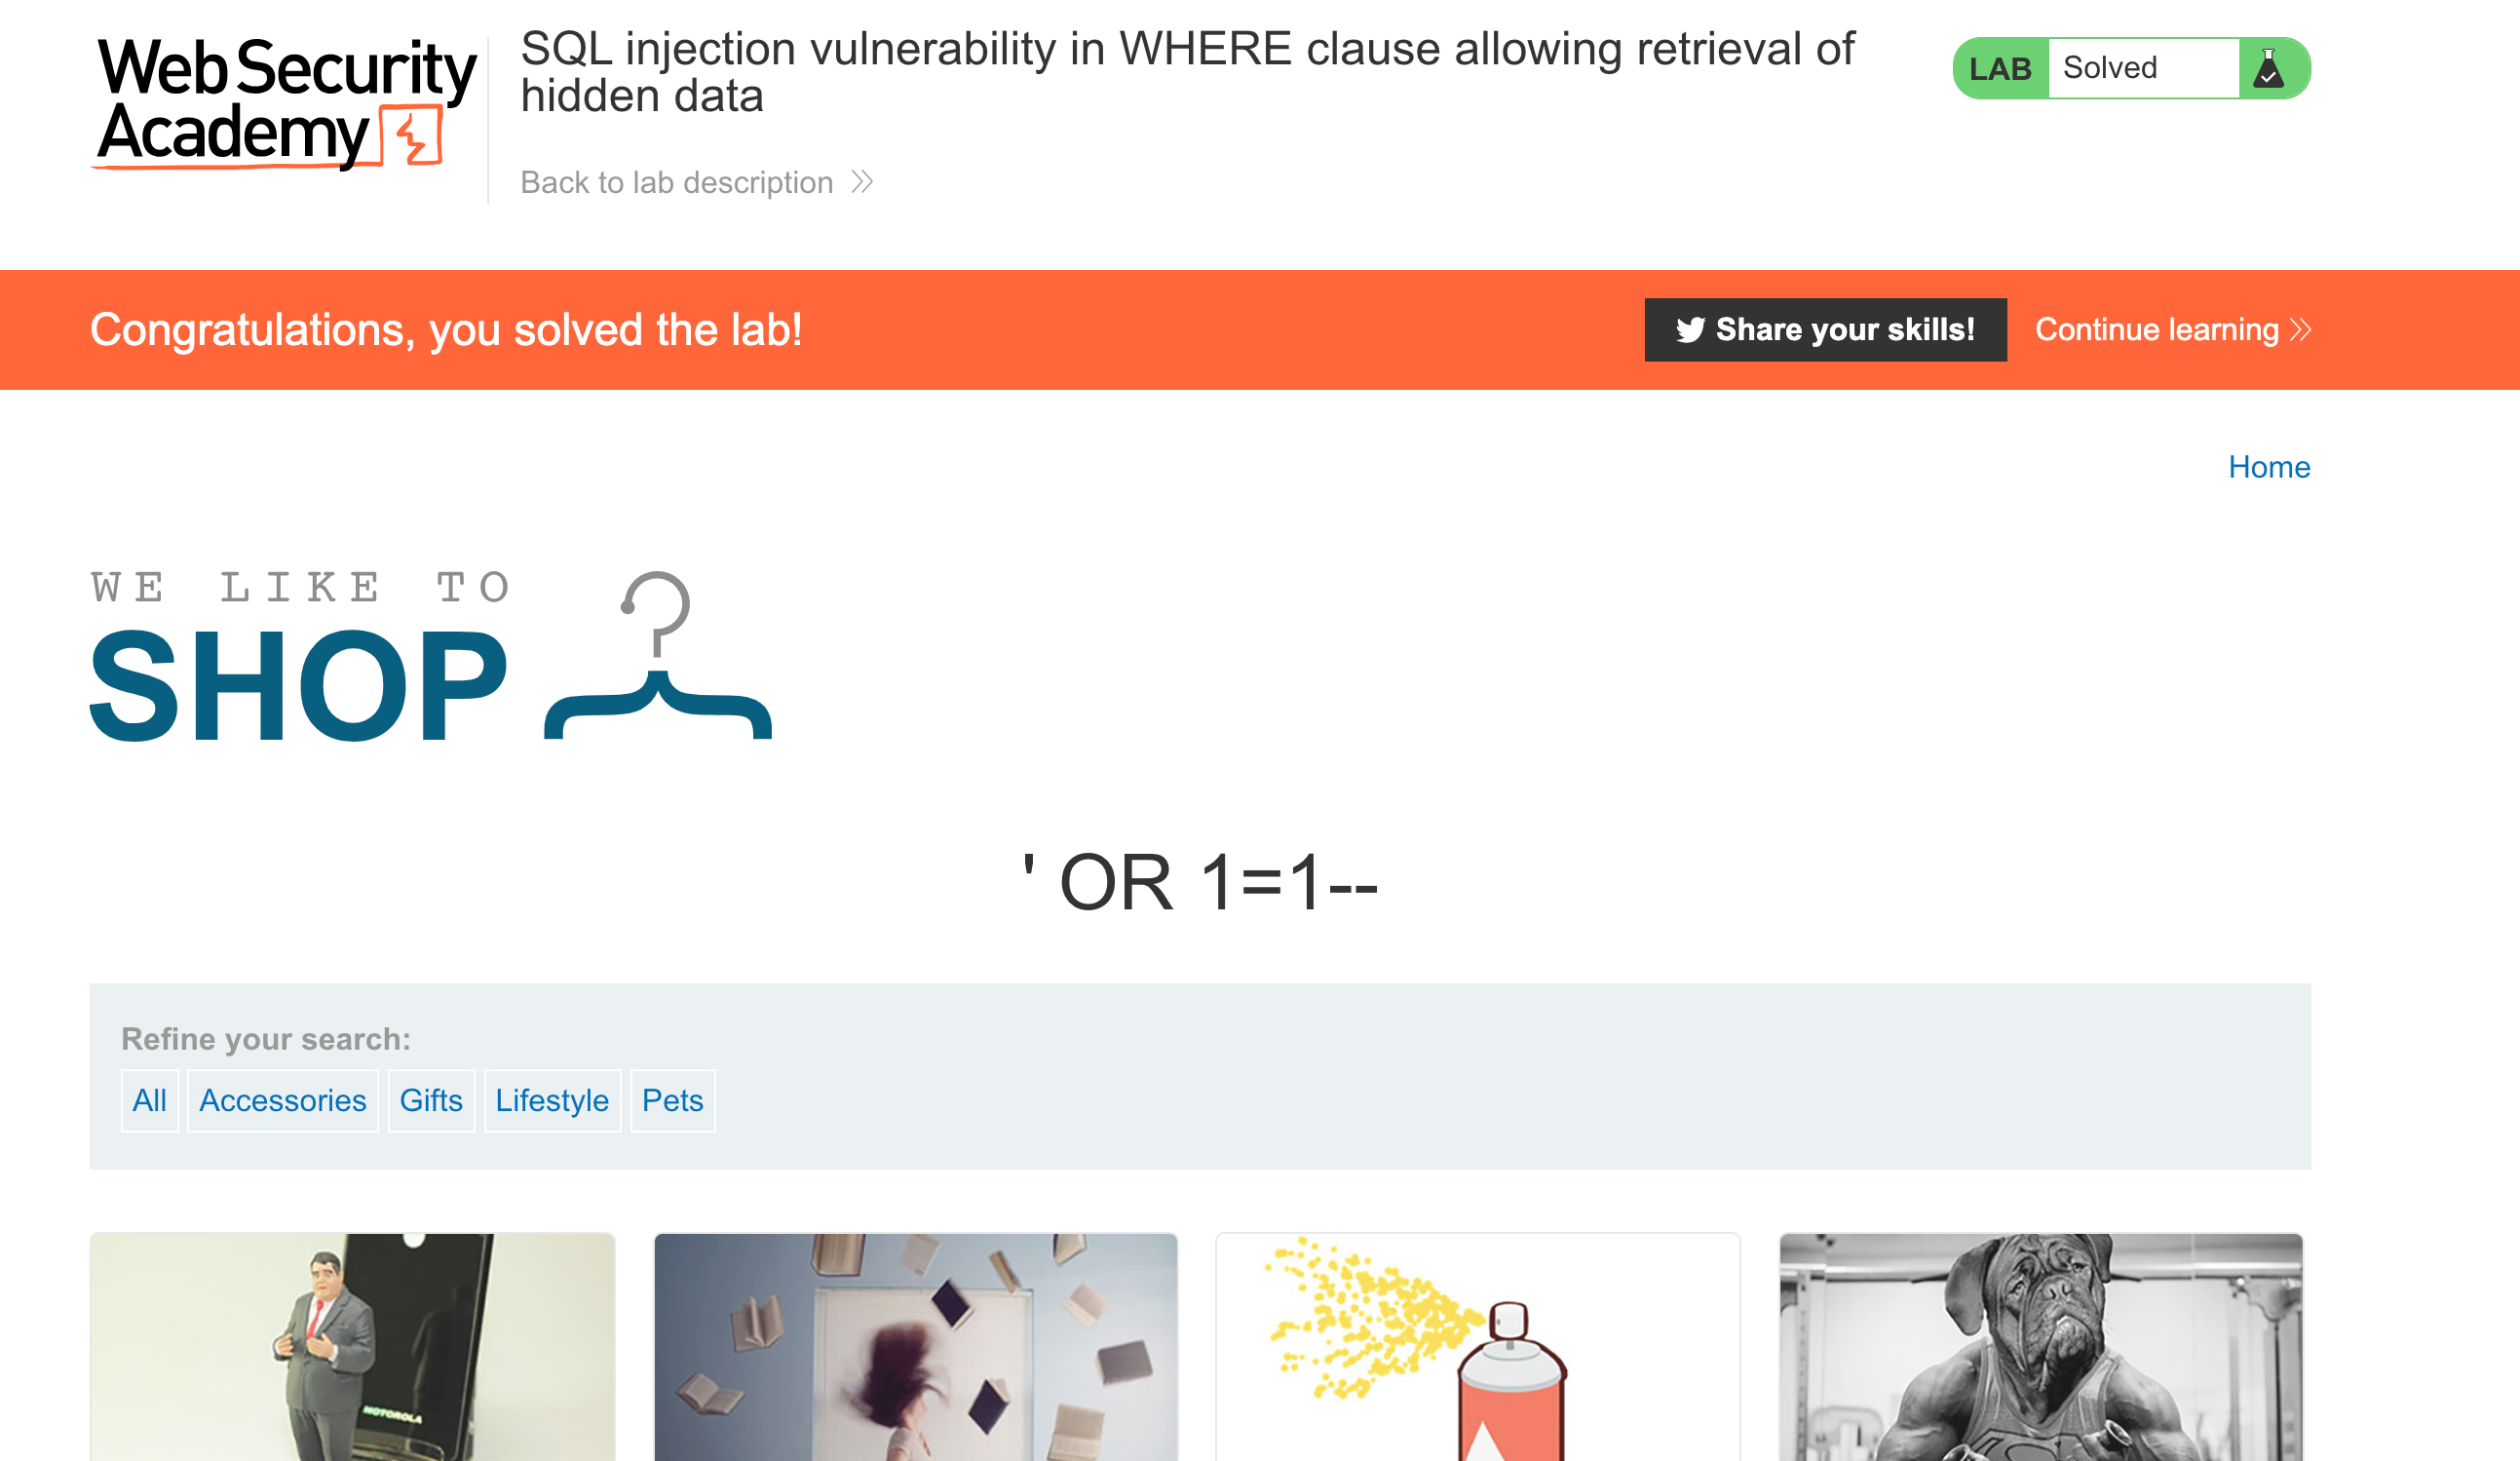 Web Security
Academy
SQL injection vulnerability in WHERE clause allowing retrieval of
hidden data
Back to lab description
LAB Solved
Congratulations, you solved the lab!
Share your skills!
Continue learning
Home
WE LIKE TO
SHOP
' OR 1=1--
Refine your search:
All Accessories Gifts Lifestyle Pets
MOTOROLA